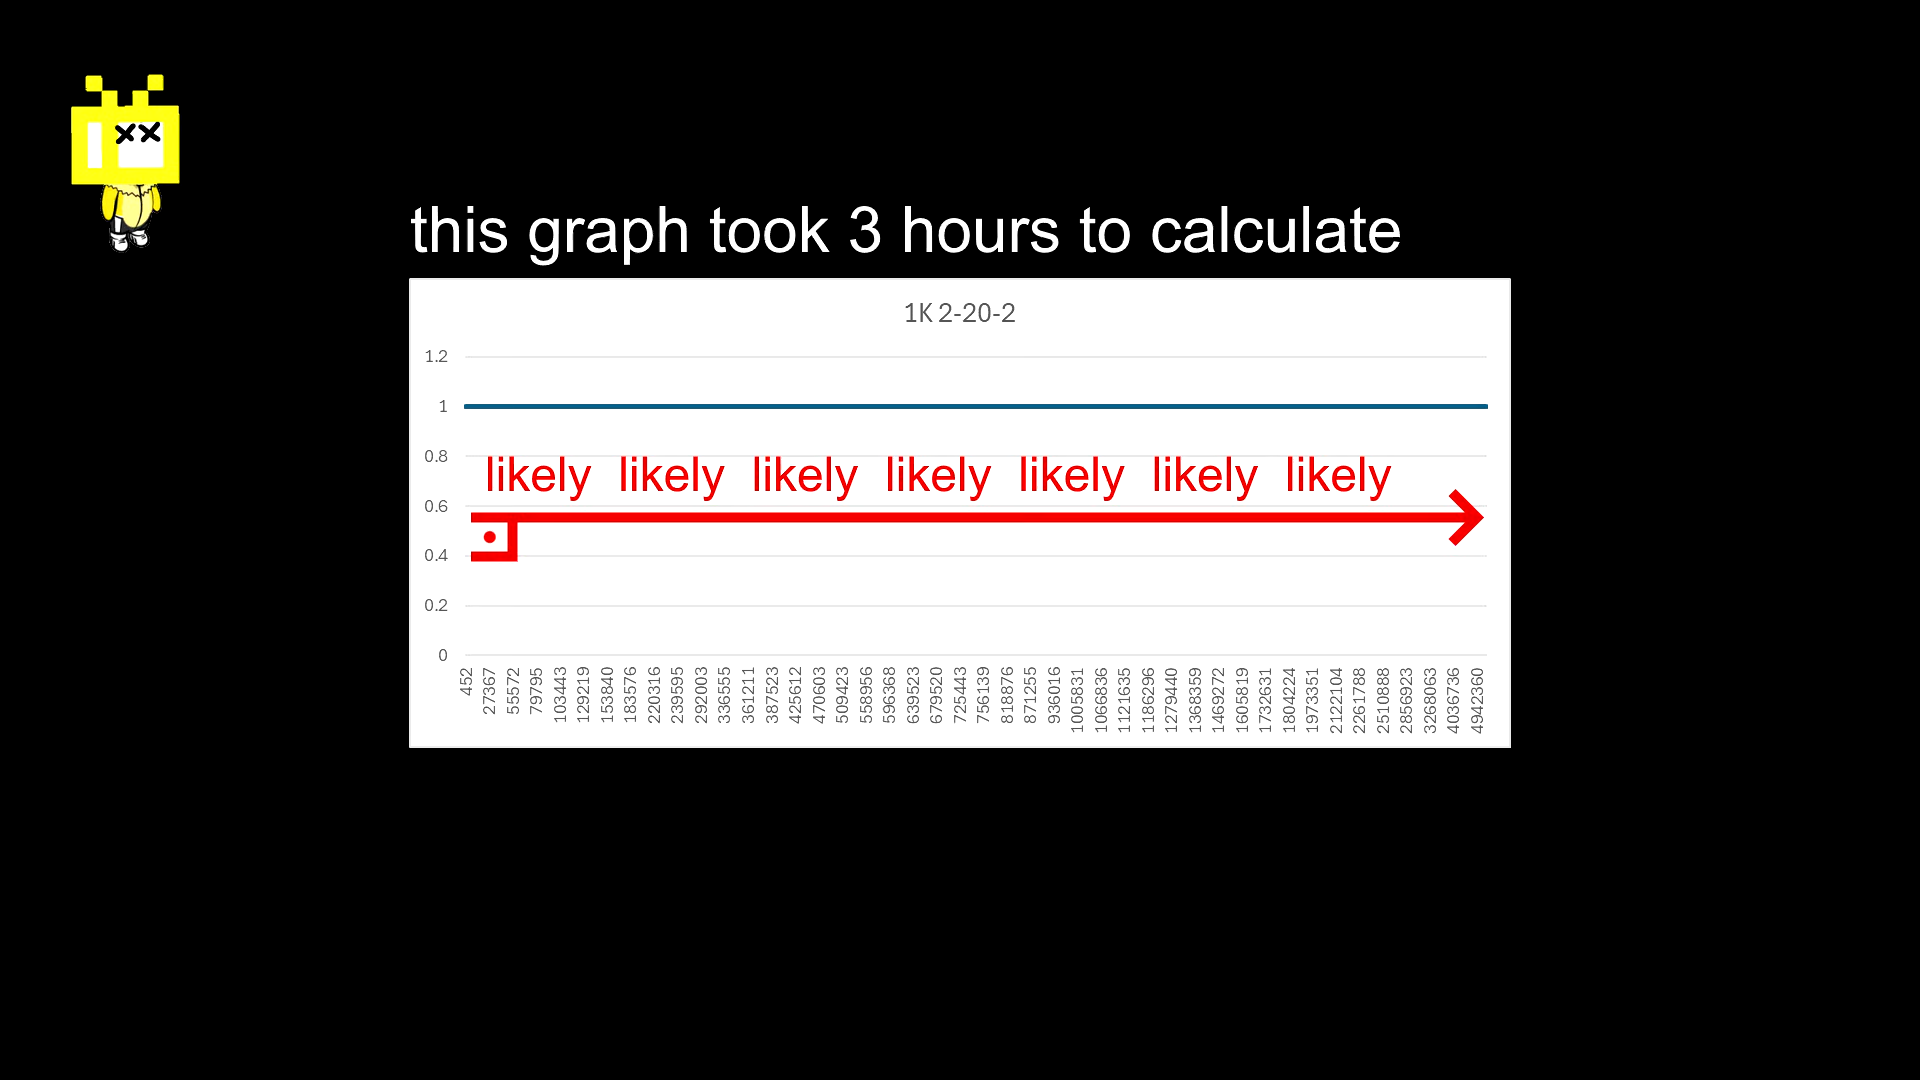 this graph took 3 hours to calculate
1K 2-20-2
1.2
1
0.8
likely likely likely likely likely likely likely
0.6
0.4
0.2
0
452 27367 55572 79795 103443 129219 153840 183576 220316 239595 292003 336555 361211 387523 425612 470603 509423 558956 596368 639523 679520 725443 756139 818876 871255 936016 1005831 1066836 1121635 1186296 1279440 1368359 1469272 1605819 1732631 1804224 1973351 2122104 2261788 2510888 2856923 3268063 4036736 4942360